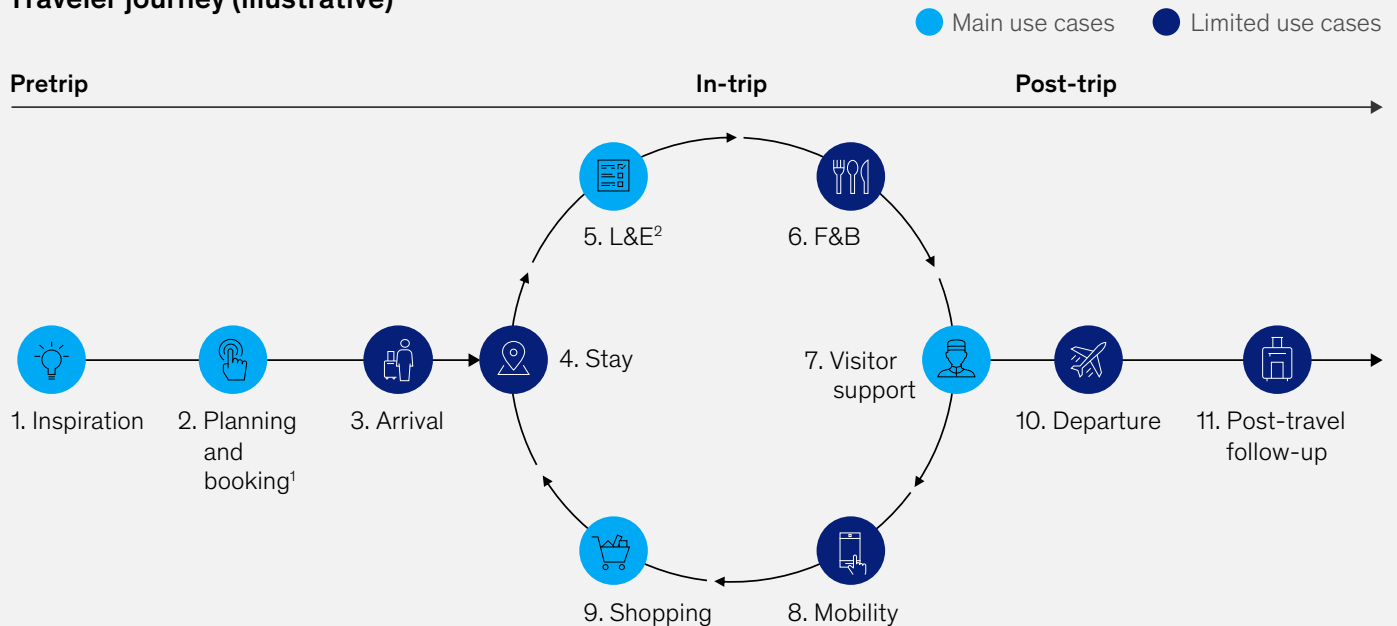 Traveler journey (illustrative)
Main use cases
Limited use cases
Pretrip
In-trip
Post-trip
5. L&E²
6. F&B
4. Stay
7. Visitor
support
1. Inspiration
2. Planning
and
booking¹
3. Arrival
10. Departure
11. Post-travel
follow-up
9. Shopping
8. Mobility